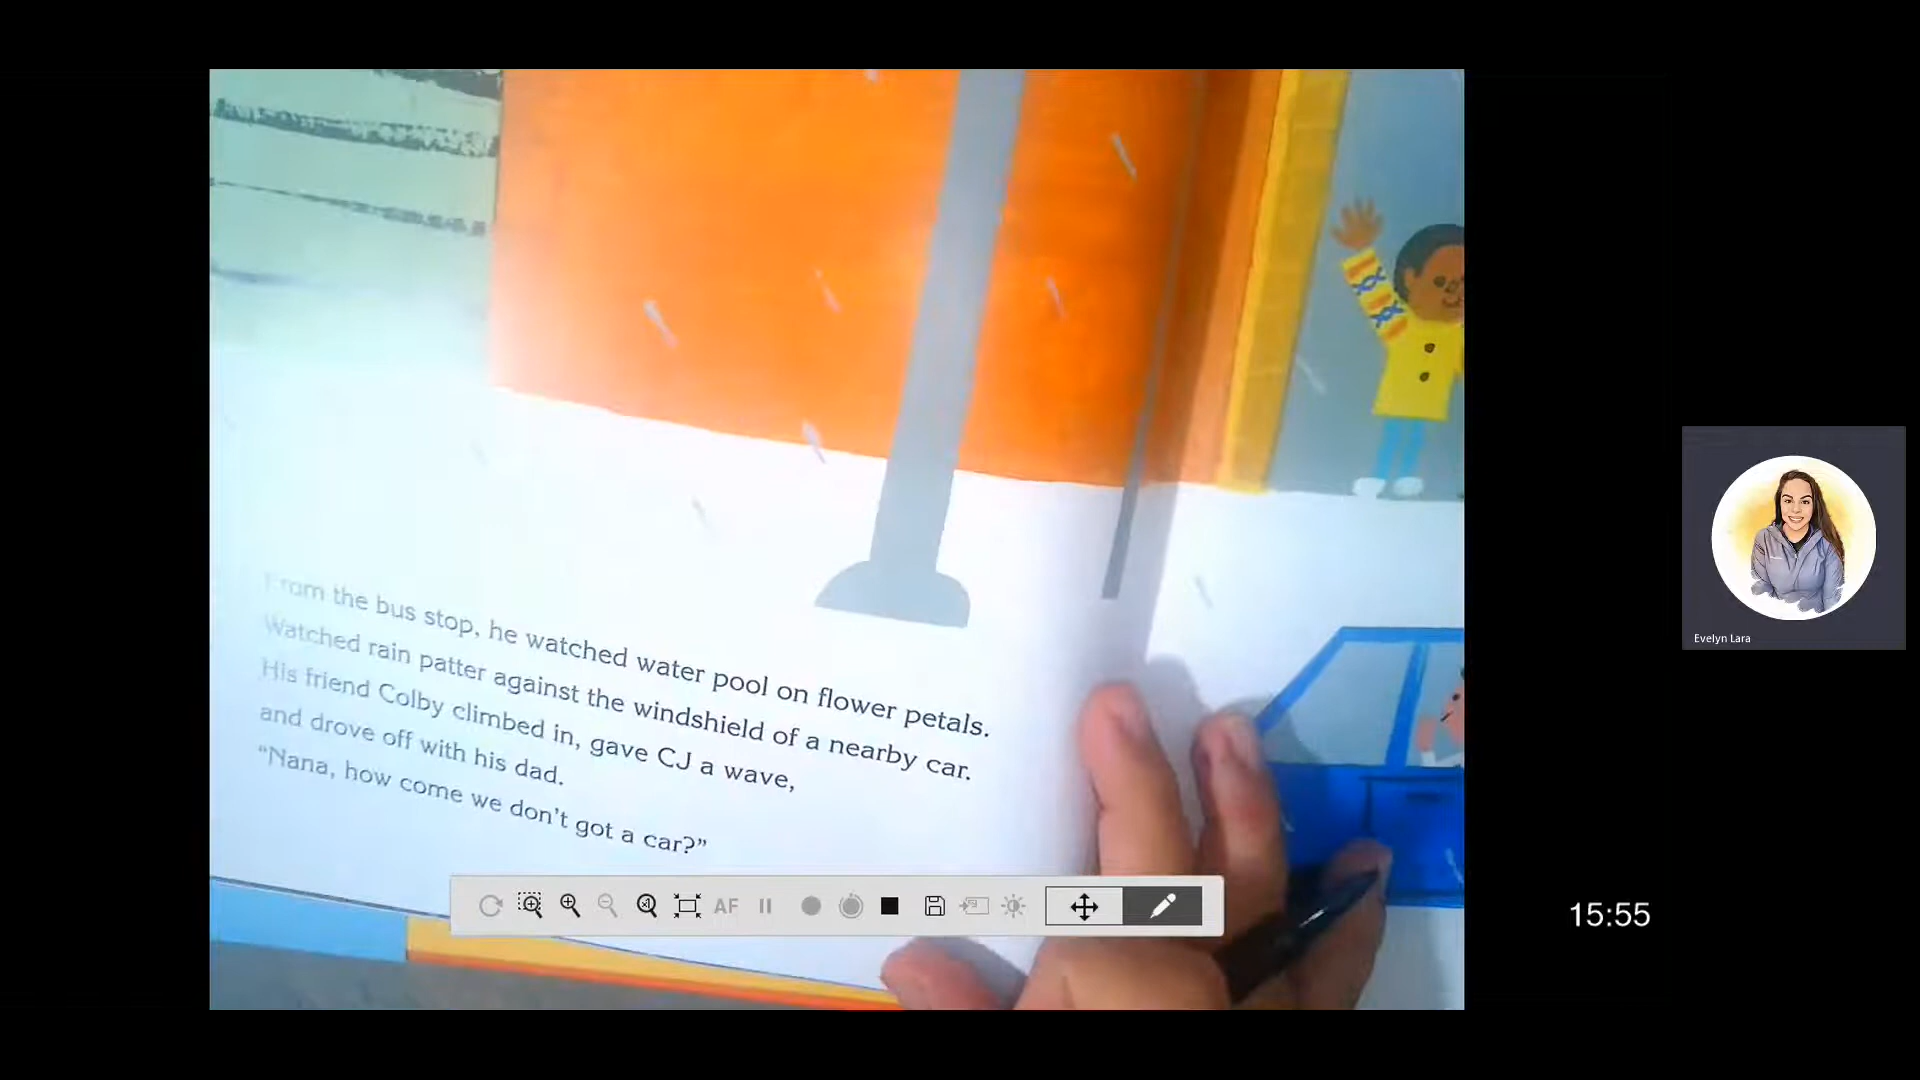 From the bus stop, he watched water pool on flower petals.
Watched rain patter against the windshield of a nearby car.
His friend Colby climbed in, gave CJ a wave,
and drove off with his dad.
“Nana, how come we don’t got a car?”
AF
Evelyn Lara
15:55